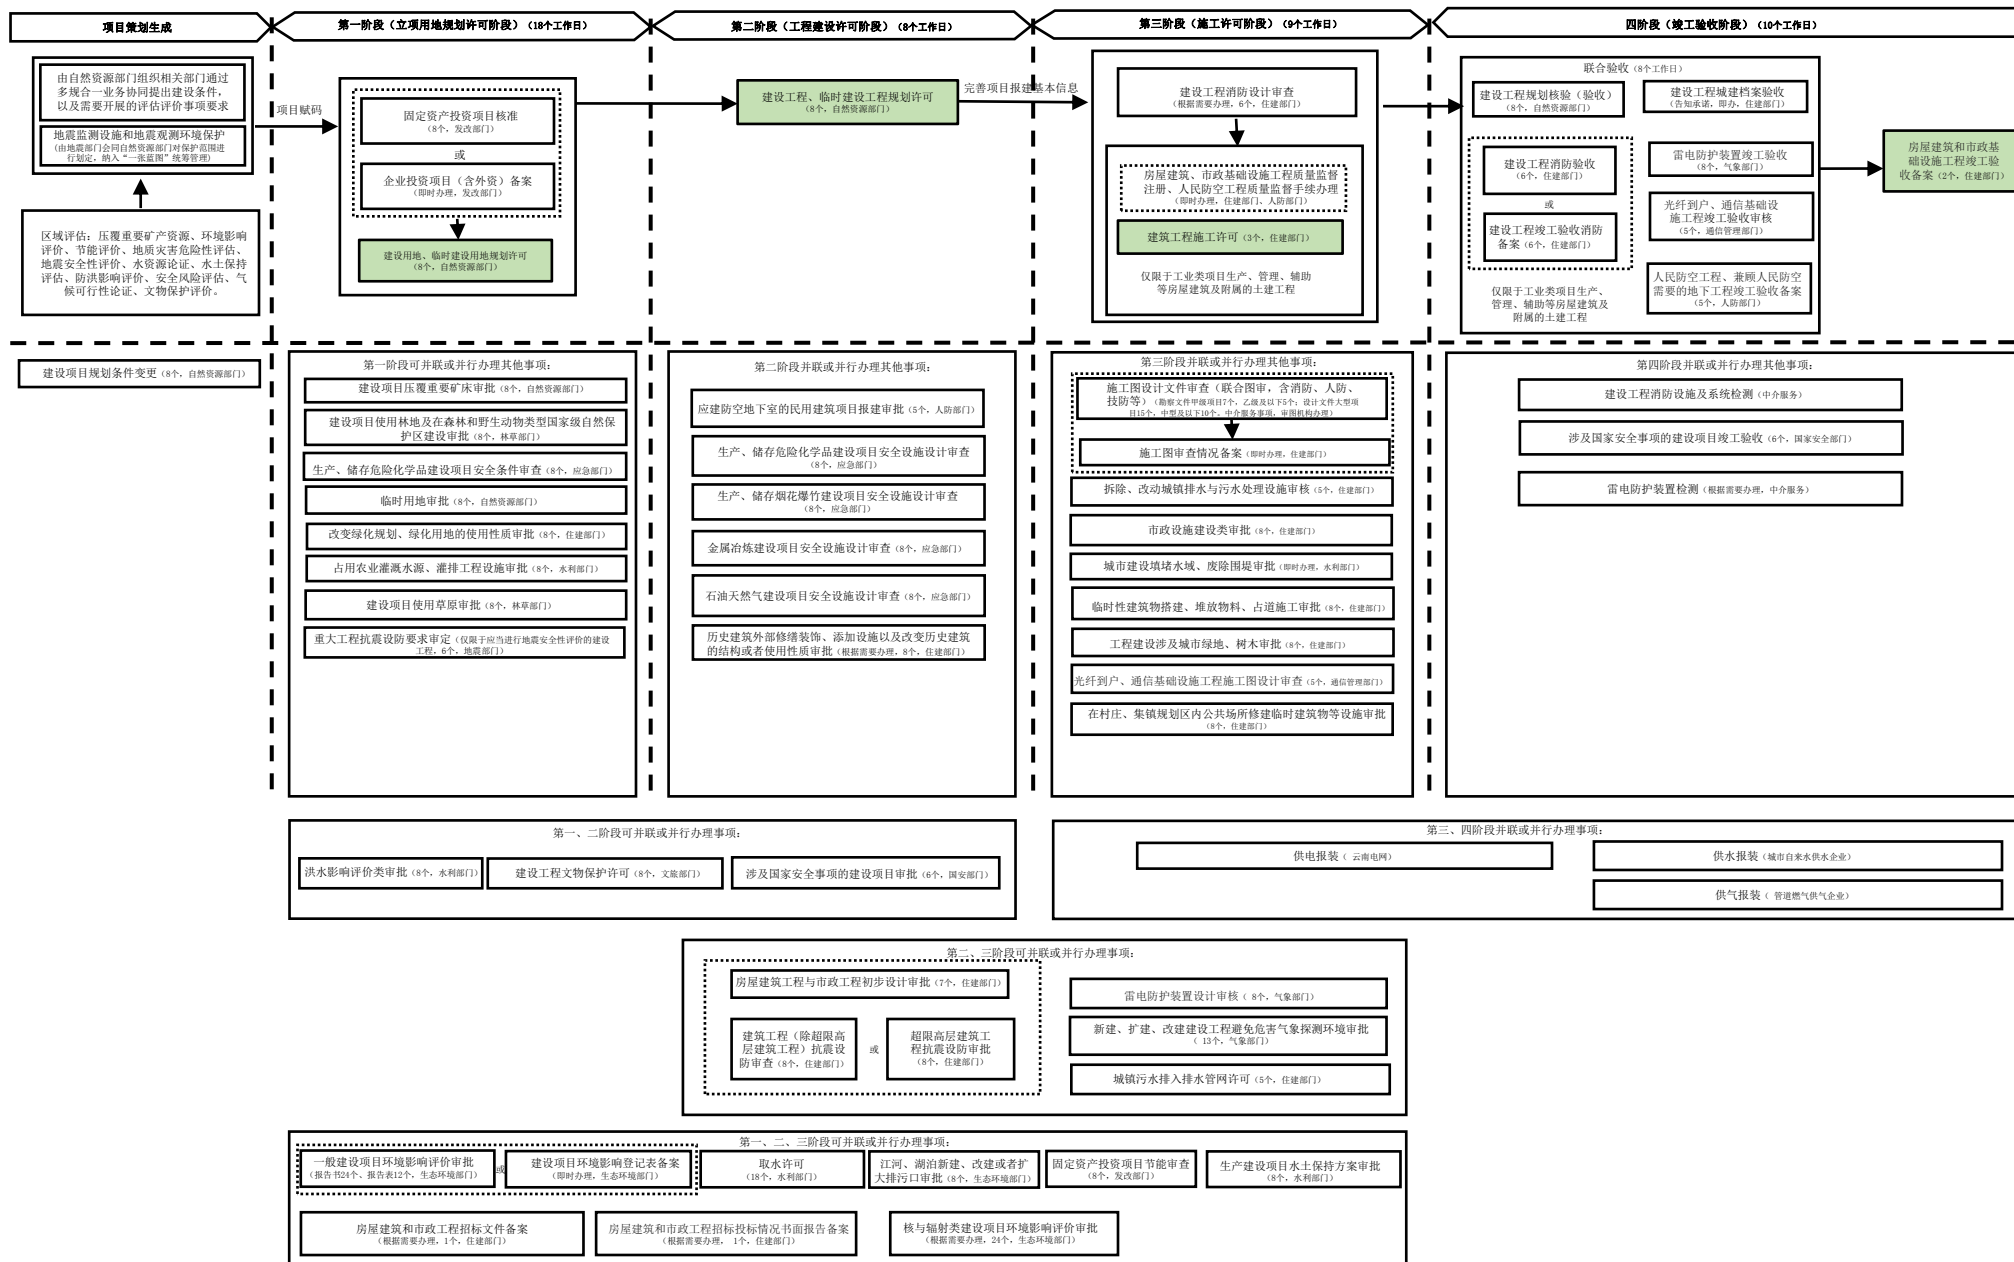 项目策划生成
第一阶段（立项用地规划许可阶段）（18个工作日）
第二阶段（工程建设许可阶段）（8个工作日）
第三阶段（施工许可阶段）（9个工作日）
四阶段（竣工验收阶段）（10个工作日）
由自然资源部门组织相关部门通过
多规合一业务协同提出建设条件，
以及需要开展的评估评价事项要求
地震监测设施和地震观测环境保护
（由地震部门会同自然资源部门对保护范围进
行划定，纳入“一张蓝图”统筹管理）
区域评估：压覆重要矿产资源、环境影响
评价、节能评价、地质灾害危险性评估、
地震安全性评价、水资源论证、水土保持
评估、防洪影响评价、安全风险评估、气
候可行性论证、文物保护评价。
项目赋码
固定资产投资项目核准
（8个，发改部门）
或
企业投资项目（含外资）备案
（即时办理，发改部门）
建设用地、临时建设用地规划许可
（8个，自然资源部门）
建设工程、临时建设工程规划许可
（8个，自然资源部门）
完善项目报建基本信息
建设工程消防设计审查
（根据需要办理，6个，住建部门）
房屋建筑、市政基础设施工程质量监督
注册、人民防空工程质量监督手续办理
（即时办理，住建部门、人防部门）
建筑工程施工许可（3个，住建部门）
仅限于工业类项目生产、管理、辅助
等房屋建筑及附属的土建工程
联合验收（8个工作日）
建设工程规划核验（验收）
（8个，自然资源部门）
建设工程城建档案验收
（告知承诺，即办，住建部门）
建设工程消防验收
（6个，住建部门）
或
建设工程竣工验收消防
备案（6个，住建部门）
仅限于工业类项目生产、
管理、辅助等房屋建筑及
附属的土建工程
雷电防护装置竣工验收
（8个，气象部门）
光纤到户、通信基础设
施工程竣工验收审核
（5个，通信管理部门）
人民防空工程、兼顾人民防空
需要的地下工程竣工验收备案
（5个，人防部门）
房屋建筑和市政基
础设施工程竣工验
收备案（2个，住建部门）
建设项目规划条件变更（8个，自然资源部门）
第一阶段可并联或并行办理其他事项：
建设项目压覆重要矿床审批（8个，自然资源部门）
建设项目使用林地及在森林和野生动物类型国家级自然保
护区建设审批（8个，林草部门）
生产、储存危险化学品建设项目安全条件审查（8个，应急部门）
临时用地审批（8个，自然资源部门）
改变绿化规划、绿化用地的使用性质审批（8个，住建部门）
占用农业灌溉水源、灌排工程设施审批（8个，水利部门）
建设项目使用草原审批（8个，林草部门）
重大工程抗震设防要求审定（仅限于应当进行地震安全性评价的建设
工程，6个，地震部门）
第二阶段并联或并行办理其他事项：
应建防空地下室的民用建筑项目报建审批（5个，人防部门）
生产、储存危险化学品建设项目安全设施设计审查
（8个，应急部门）
生产、储存烟花爆竹建设项目安全设施设计审查
（8个，应急部门）
金属冶炼建设项目安全设施设计审查（8个，应急部门）
石油天然气建设项目安全设施设计审查（8个，应急部门）
历史建筑外部修缮装饰、添加设施以及改变历史建筑
的结构或者使用性质审批（根据需要办理，8个，住建部门）
第三阶段并联或并行办理其他事项：
施工图设计文件审查（联合图审，含消防、人防、
技防等）（勘察文件甲级项目7个，乙级及以下5个；设计文件大型项
目15个，中型及以下10个。中介服务事项，审图机构办理）
施工图审查情况备案（即时办理，住建部门）
拆除、改动城镇排水与污水处理设施审核（5个，住建部门）
市政设施建设类审批（8个，住建部门）
城市建设填堵水域、废除围堤审批（即时办理，水利部门）
临时性建筑物搭建、堆放物料、占道施工审批（8个，住建部门）
工程建设涉及城市绿地、树木审批（8个，住建部门）
光纤到户、通信基础设施工程施工图设计审查（5个，通信管理部门）
在村庄、集镇规划区内公共场所修建临时建筑物等设施审批
（8个，住建部门）
第四阶段并联或并行办理其他事项：
建设工程消防设施及系统检测（中介服务）
涉及国家安全事项的建设项目竣工验收（6个，国家安全部门）
雷电防护装置检测（根据需要办理，中介服务）
第一、二阶段可并联或并行办理事项：
洪水影响评价类审批（8个，水利部门）
建设工程文物保护许可（8个，文旅部门）
涉及国家安全事项的建设项目审批（6个，国安部门）
第三、四阶段并联或并行办理事项：
供电报装（ 云南电网）
供水报装（城市自来水供水企业）
供气报装（ 管道燃气供气企业）
第二、三阶段可并联或并行办理事项：
房屋建筑工程与市政工程初步设计审批（7个，住建部门）
建筑工程（除超限高
层建筑工程）抗震设
防审查（8个，住建部门）
或
超限高层建筑工
程抗震设防审批
（8个，住建部门）
雷电防护装置设计审核（ 8个，气象部门）
新建、扩建、改建建设工程避免危害气象探测环境审批
（ 13个，气象部门）
城镇污水排入排水管网许可（5个，住建部门）
第一、二、三阶段可并联或并行办理事项：
一般建设项目环境影响评价审批
（报告书24个、报告表12个，生态环境部门）
或
建设项目环境影响登记表备案
（即时办理，生态环境部门）
取水许可
（18个，水利部门）
江河、湖泊新建、改建或者扩
大排污口审批（8个，生态环境部门）
固定资产投资项目节能审查
（8个，发改部门）
生产建设项目水土保持方案审批
（8个，水利部门）
房屋建筑和市政工程招标文件备案
（根据需要办理，1个，住建部门）
房屋建筑和市政工程招标投标情况书面报告备案
（根据需要办理， 1个，住建部门）
核与辐射类建设项目环境影响评价审批
（根据需要办理，24个，生态环境部门）